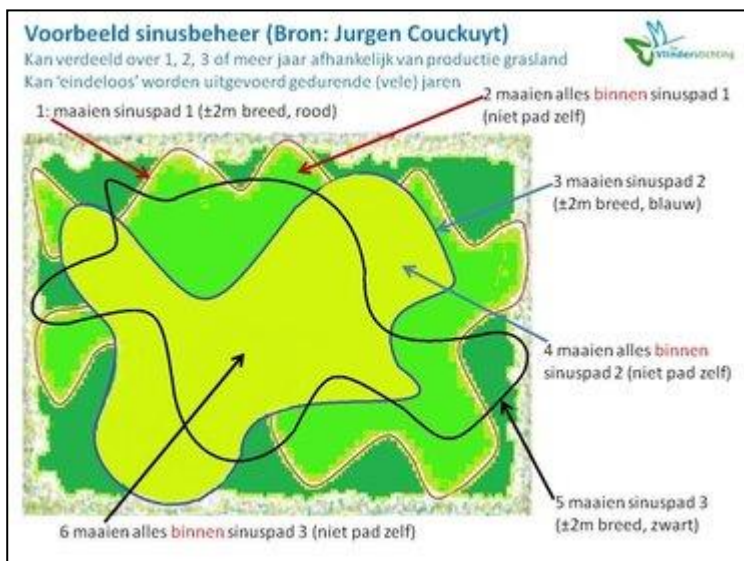 Voorbeeld sinusbeheer (Bron: Jurgen Couckuyt)
Kan verdeeld over 1, 2, 3 of meer jaar afhankelijk van productie grasland
Kan 'eindeloos' worden uitgevoerd gedurende (vele) jaren
De Vlinderstichting
1: maaien sinuspad 1 (±2m breed, rood)
2 maaien alles binnen sinuspad 1
(niet pad zelf)
3 maaien sinuspad 2
(±2m breed, blauw)
4 maaien alles binnen
sinuspad 2 (niet pad zelf)
5 maaien sinuspad 3
(±2m breed, zwart)
6 maaien alles binnen sinuspad 3 (niet pad zelf)